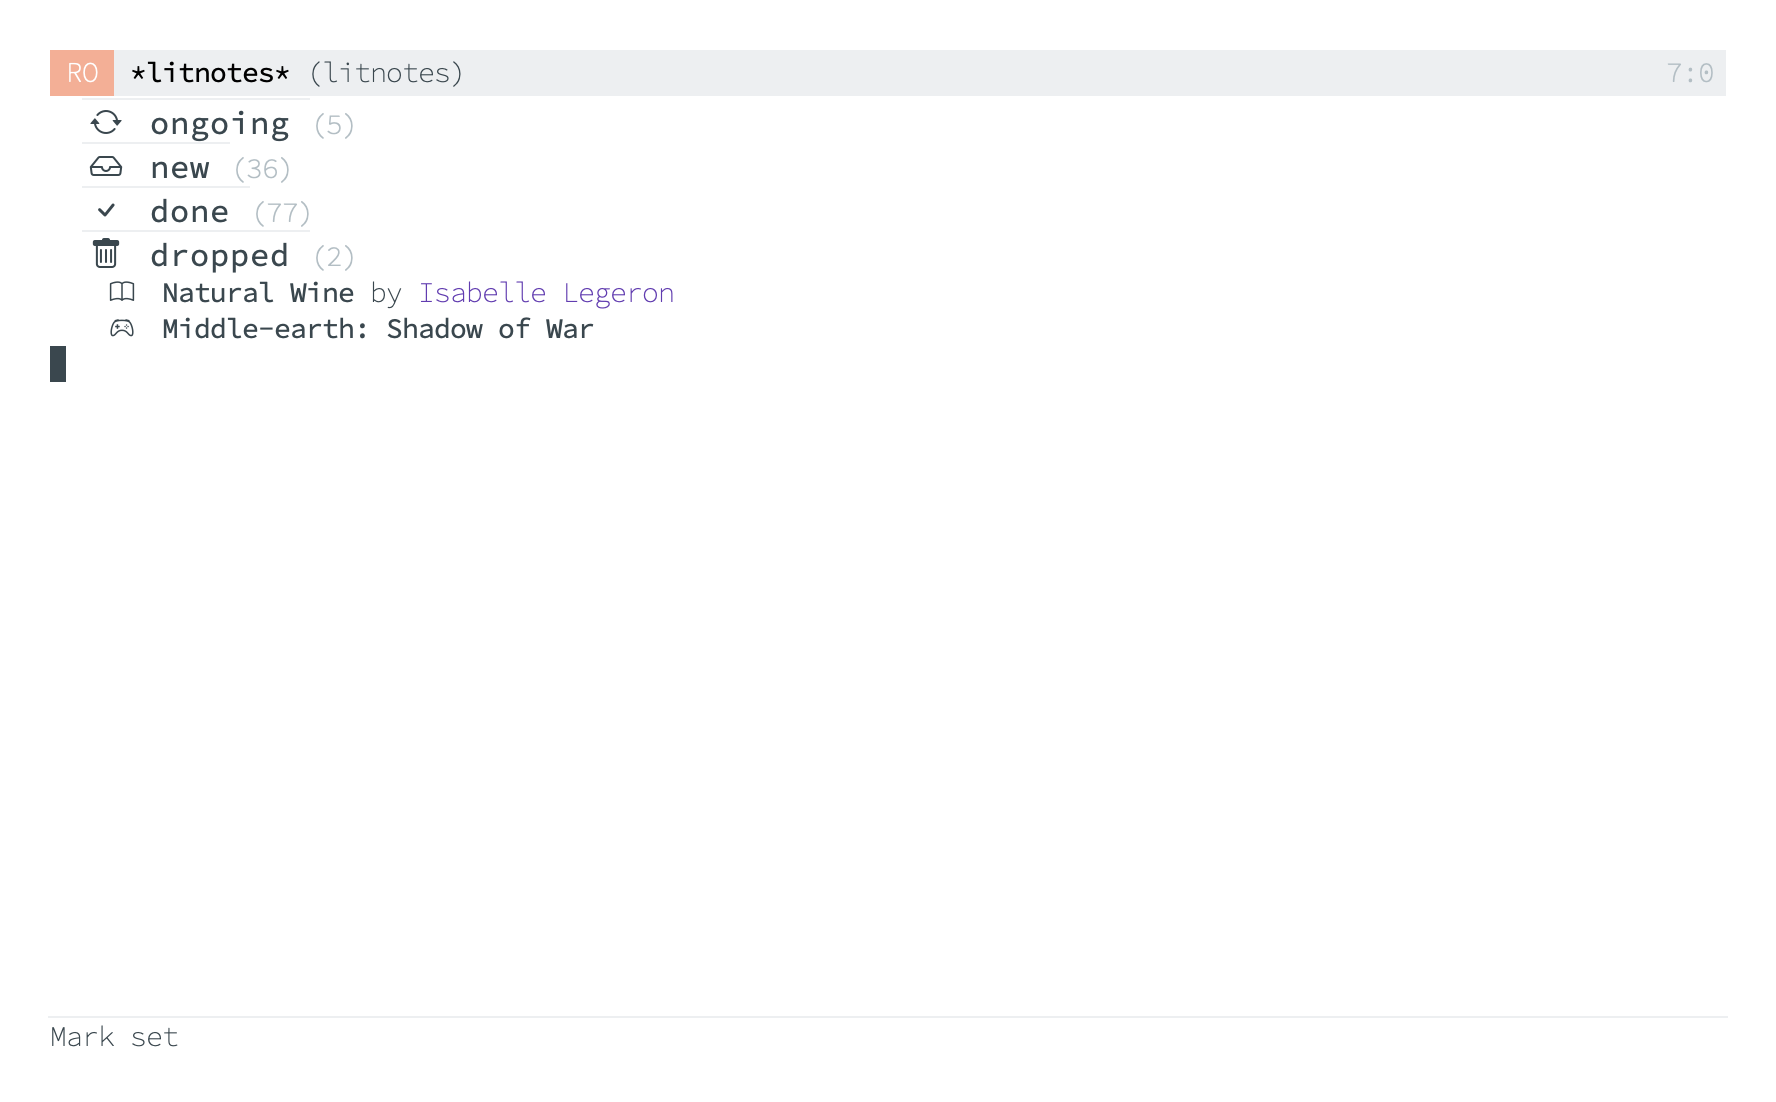 RO *litnotes* (litnotes) 7:0
ongoing (5)
new (36)
done (77)
dropped (2)
Natural Wine by Isabelle Legeron
Middle-earth: Shadow of War
Mark set